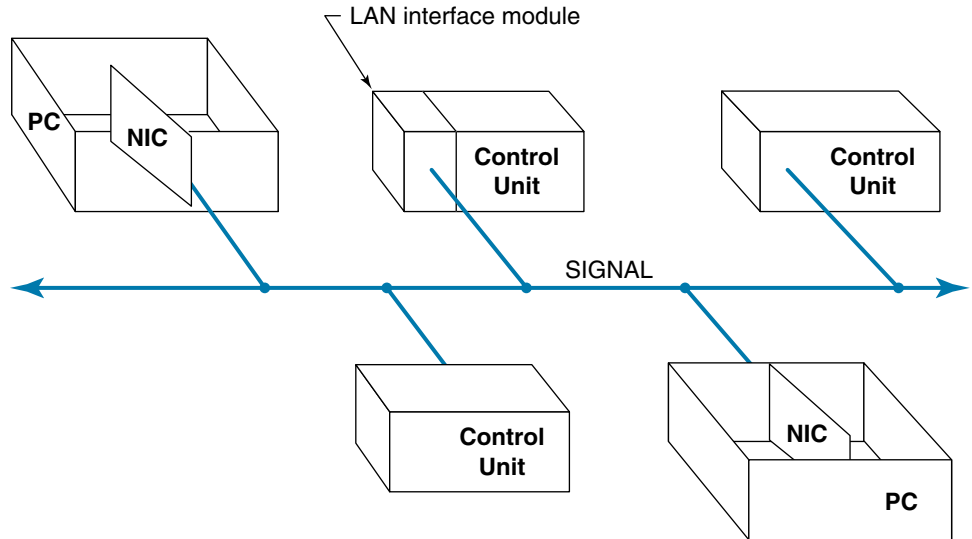 LAN interface module
PC
NIC
Control
Unit
Control
Unit
SIGNAL
Control
Unit
NIC
PC